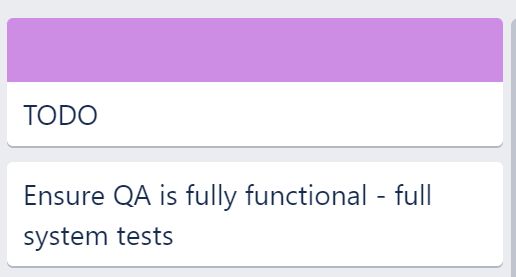 TODO
Ensure QA is fully functional - full
system tests